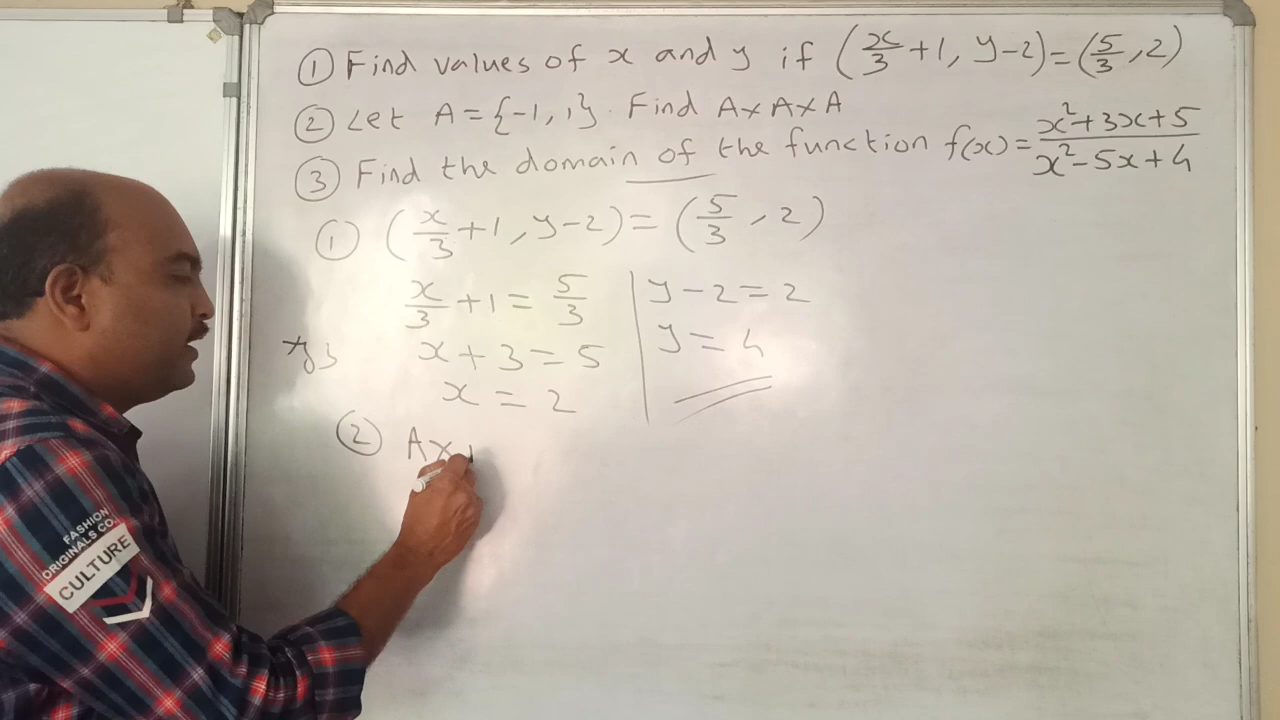 ① Find values of x and y if (x/3 + 1, y-2) = (5/3, 2)
② Let A = {-1, 1}. Find A×A×A
③ Find the domain of the function f(x) = (x²+3x+5)/(x²-5x+4)
① (x/3 + 1, y-2) = (5/3, 2)
x/3 + 1 = 5/3
x + 3 = 5
x = 2
y - 2 = 2
y = 4
② A×
FASHION
ORIGINALS CO.
CULTURE